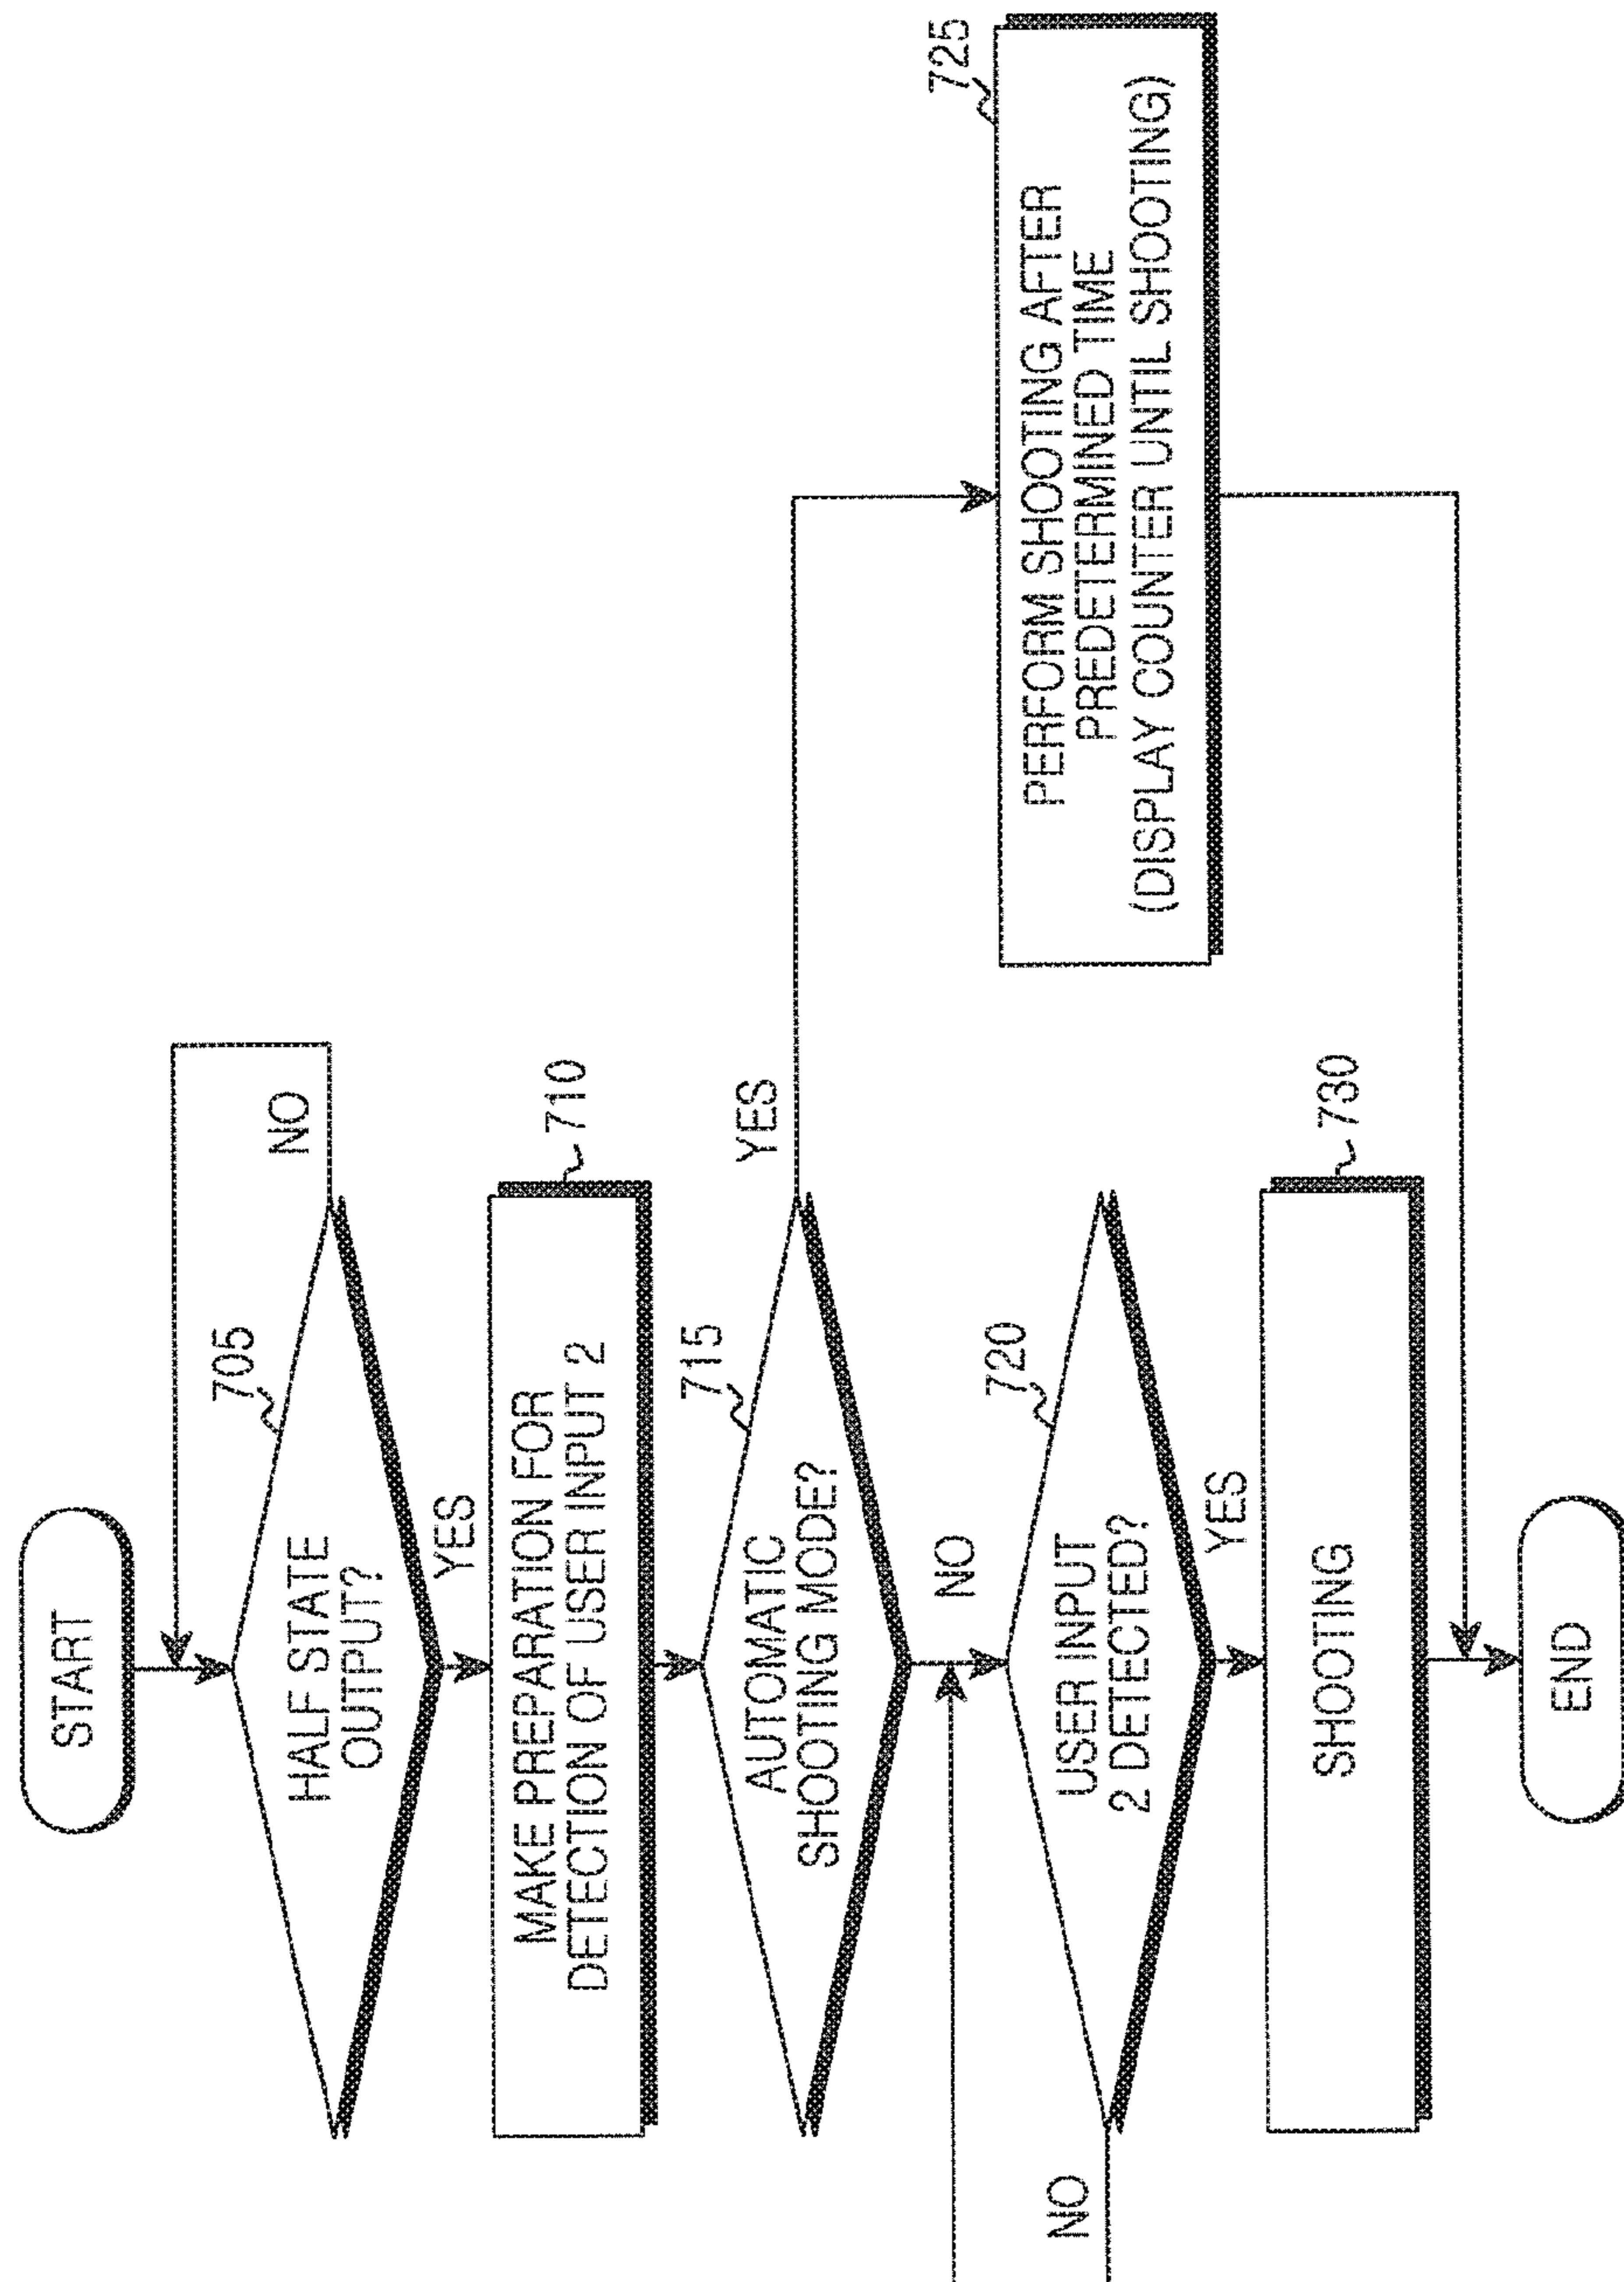 START
705
HALF STATE
OUTPUT?
NO
YES
710
MAKE PREPARATION FOR
DETECTION OF USER INPUT 2
715
AUTOMATIC
SHOOTING MODE?
YES
NO
725
PERFORM SHOOTING AFTER
PREDETERMINED TIME
(DISPLAY COUNTER UNTIL SHOOTING)
720
USER INPUT
2 DETECTED?
NO
YES
730
SHOOTING
END